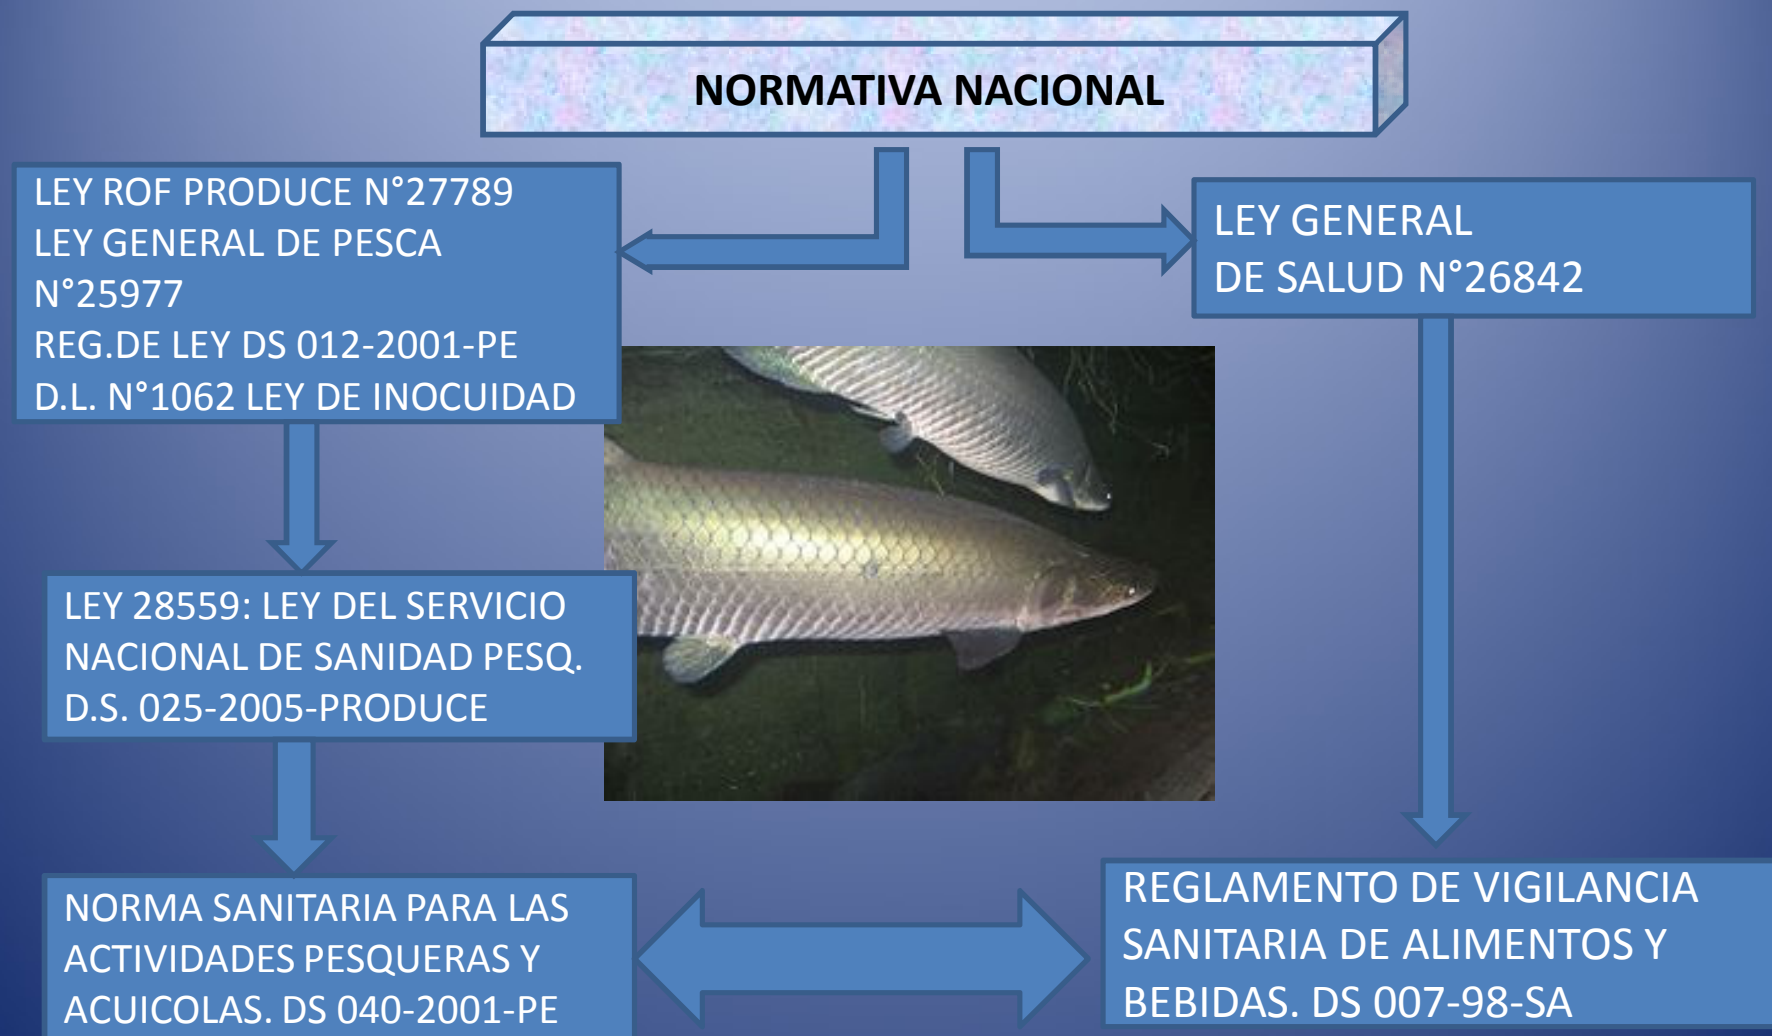 NORMATIVA NACIONAL
LEY ROF PRODUCE N°27789
LEY GENERAL DE PESCA
N°25977
REG.DE LEY DS 012-2001-PE
D.L. N°1062 LEY DE INOCUIDAD
LEY GENERAL
DE SALUD N°26842
LEY 28559: LEY DEL SERVICIO
NACIONAL DE SANIDAD PESQ.
D.S. 025-2005-PRODUCE
NORMA SANITARIA PARA LAS
ACTIVIDADES PESQUERAS Y
ACUICOLAS. DS 040-2001-PE
REGLAMENTO DE VIGILANCIA
SANITARIA DE ALIMENTOS Y
BEBIDAS. DS 007-98-SA